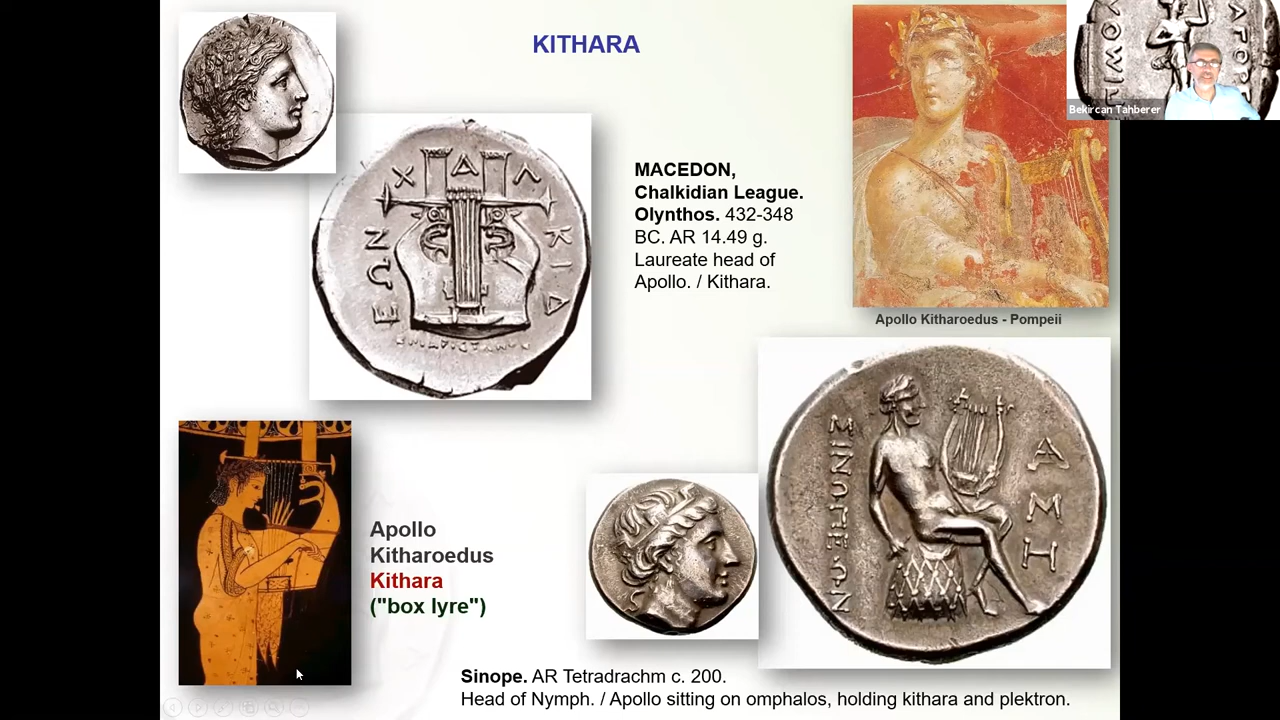 KITHARA
Bekircan Tahberer
MACEDON,
Chalkidian League.
Olynthos. 432-348
BC. AR 14.49 g.
Laureate head of
Apollo. / Kithara.
Χ Α Λ
Κ Ι Δ
Ε Ω Ν
Apollo Kitharoedus - Pompeii
Apollo
Kitharoedus
Kithara
("box lyre")
Α
Μ
Η
Sinope. AR Tetradrachm c. 200.
Head of Nymph. / Apollo sitting on omphalos, holding kithara and plektron.